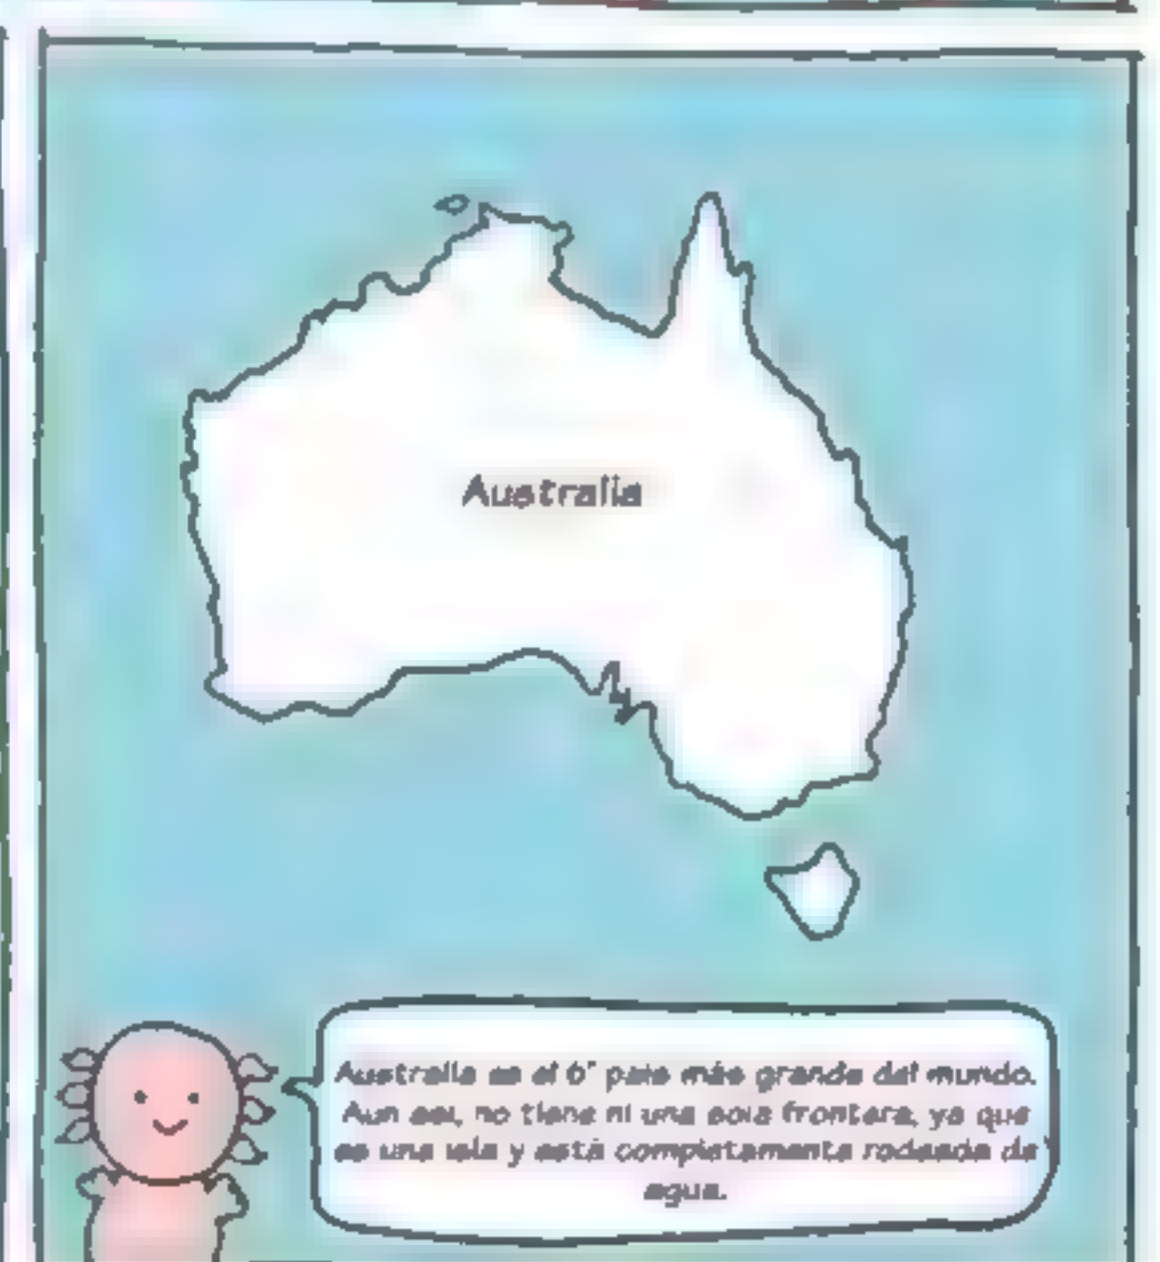 Australia
Australia es el 6° país más grande del mundo.
Aun así, no tiene ni una sola frontera, ya que
es una isla y está completamente rodeada de
agua.